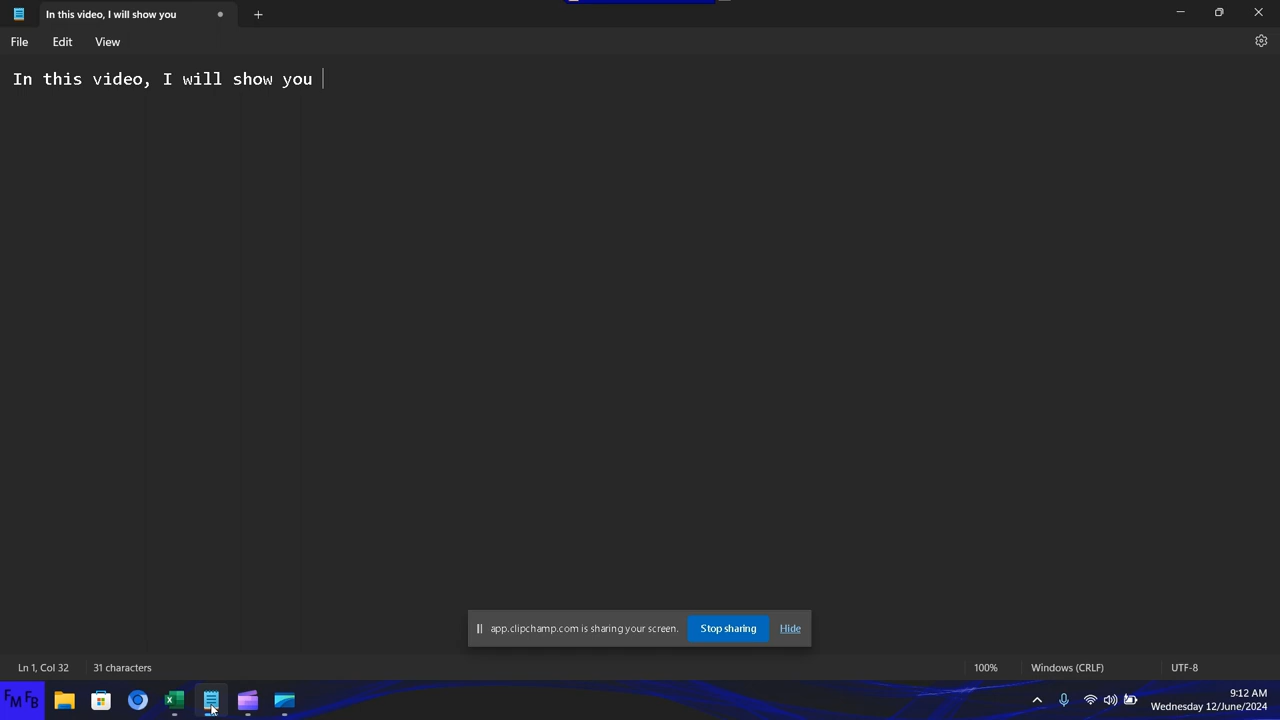 In this video, I will show you
File Edit View
In this video, I will show you
app.clipchamp.com is sharing your screen. Stop sharing Hide
Ln 1, Col 32 31 characters 100% Windows (CRLF) UTF-8
FM FB
9:12 AM
Wednesday 12/June/2024